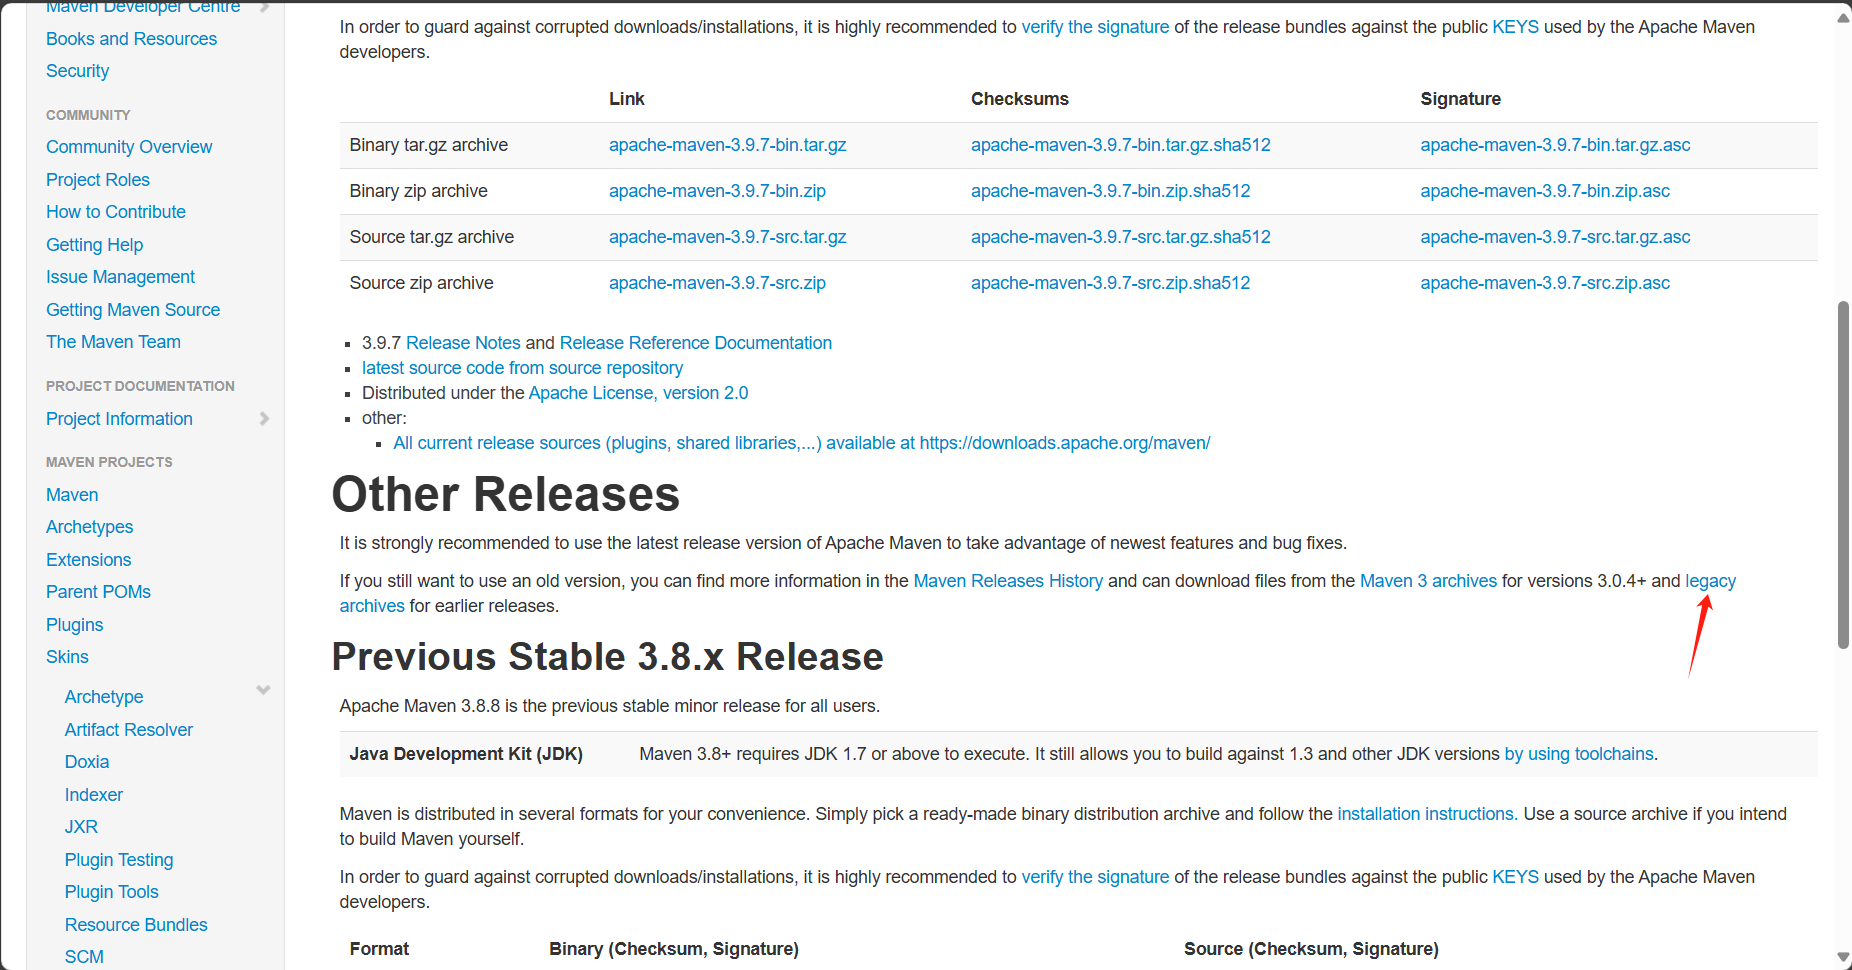 Maven Developer Centre
Books and Resources
Security
COMMUNITY
Community Overview
Project Roles
How to Contribute
Getting Help
Issue Management
Getting Maven Source
The Maven Team
PROJECT DOCUMENTATION
Project Information
MAVEN PROJECTS
Maven
Archetypes
Extensions
Parent POMs
Plugins
Skins
Archetype
Artifact Resolver
Doxia
Indexer
JXR
Plugin Testing
Plugin Tools
Resource Bundles
SCM
In order to guard against corrupted downloads/installations, it is highly recommended to verify the signature of the release bundles against the public KEYS used by the Apache Maven
developers.
Link Checksums Signature
Binary tar.gz archive apache-maven-3.9.7-bin.tar.gz apache-maven-3.9.7-bin.tar.gz.sha512 apache-maven-3.9.7-bin.tar.gz.asc
Binary zip archive apache-maven-3.9.7-bin.zip apache-maven-3.9.7-bin.zip.sha512 apache-maven-3.9.7-bin.zip.asc
Source tar.gz archive apache-maven-3.9.7-src.tar.gz apache-maven-3.9.7-src.tar.gz.sha512 apache-maven-3.9.7-src.tar.gz.asc
Source zip archive apache-maven-3.9.7-src.zip apache-maven-3.9.7-src.zip.sha512 apache-maven-3.9.7-src.zip.asc
3.9.7 Release Notes and Release Reference Documentation
latest source code from source repository
Distributed under the Apache License, version 2.0
other:
All current release sources (plugins, shared libraries,...) available at https://downloads.apache.org/maven/
Other Releases
It is strongly recommended to use the latest release version of Apache Maven to take advantage of newest features and bug fixes.
If you still want to use an old version, you can find more information in the Maven Releases History and can download files from the Maven 3 archives for versions 3.0.4+ and legacy
archives for earlier releases.
Previous Stable 3.8.x Release
Apache Maven 3.8.8 is the previous stable minor release for all users.
Java Development Kit (JDK) Maven 3.8+ requires JDK 1.7 or above to execute. It still allows you to build against 1.3 and other JDK versions by using toolchains.
Maven is distributed in several formats for your convenience. Simply pick a ready-made binary distribution archive and follow the installation instructions. Use a source archive if you intend
to build Maven yourself.
In order to guard against corrupted downloads/installations, it is highly recommended to verify the signature of the release bundles against the public KEYS used by the Apache Maven
developers.
Format Binary (Checksum, Signature) Source (Checksum, Signature)